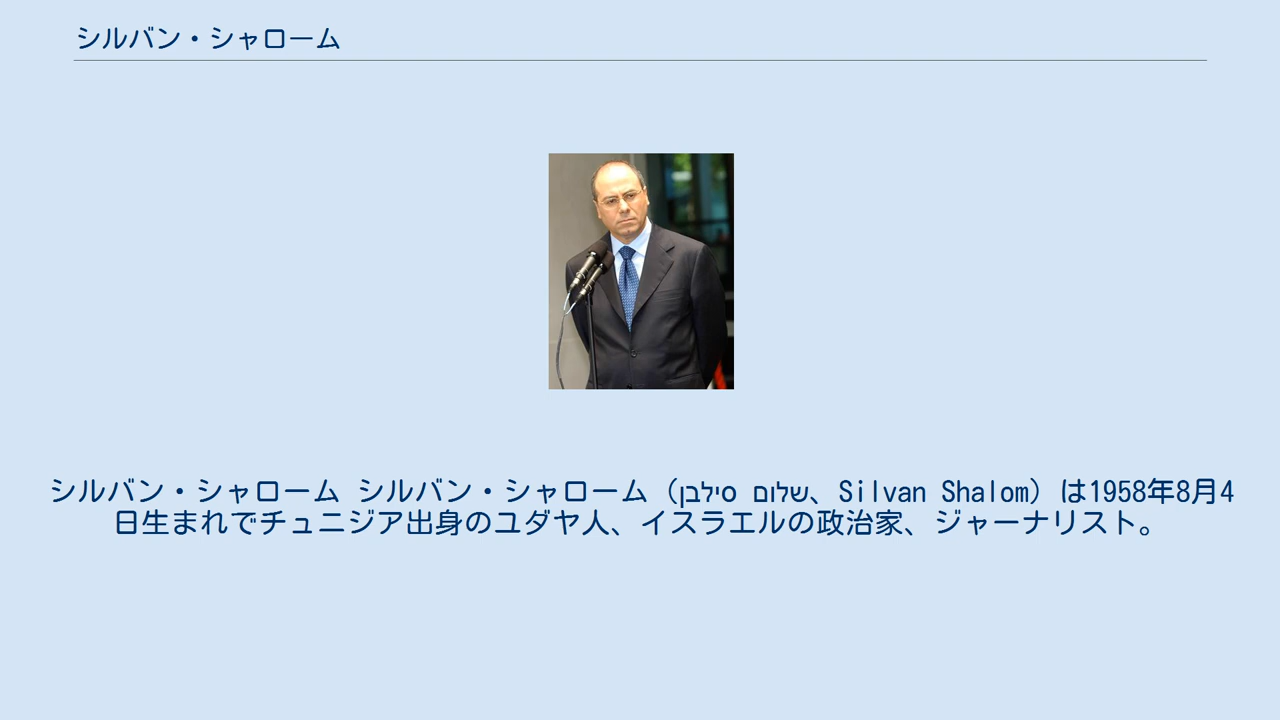 シルバン・シャローム
シルバン・シャローム シルバン・シャローム（סילבן שלום、Silvan Shalom）は1958年8月4
日生まれでチュニジア出身のユダヤ人、イスラエルの政治家、ジャーナリスト。